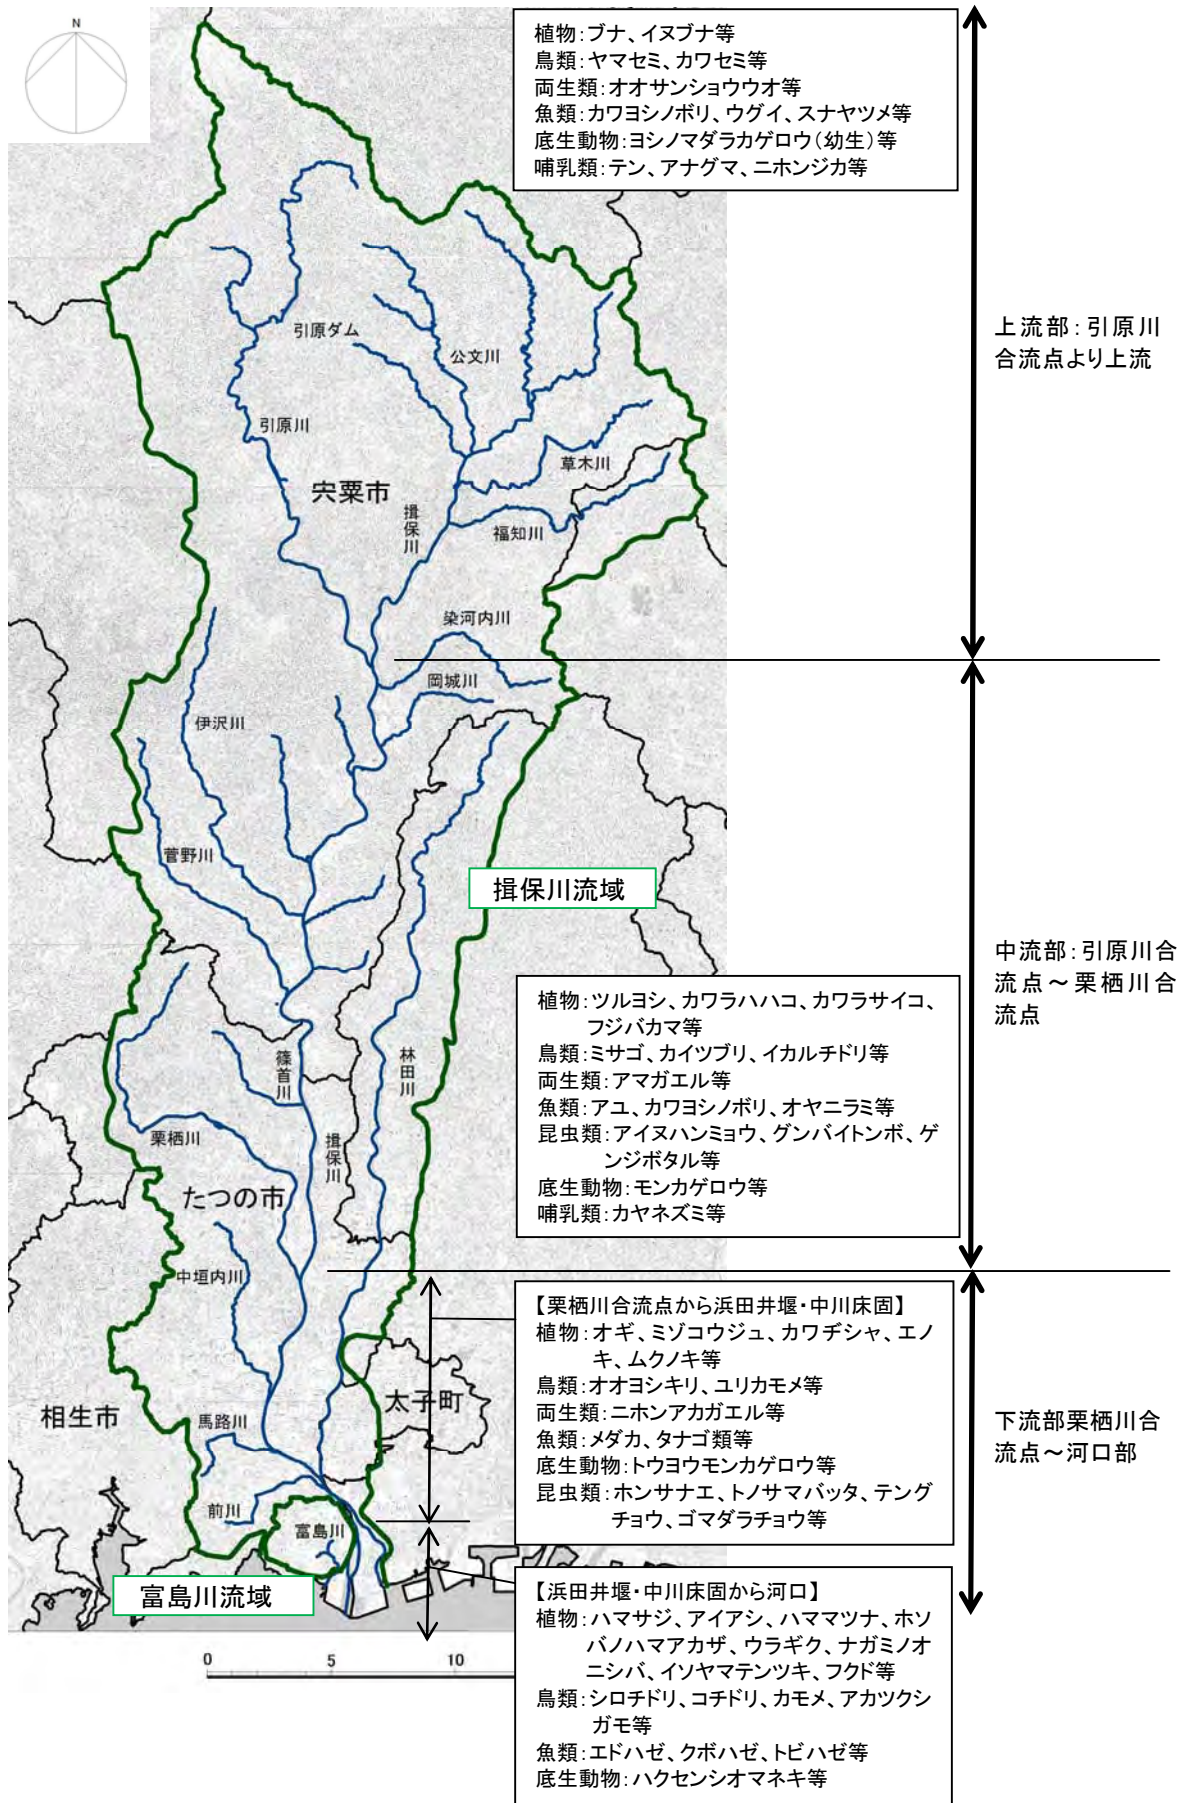 N
植物：ブナ、イヌブナ等
鳥類：ヤマセミ、カワセミ等
両生類：オオサンショウウオ等
魚類：カワヨシノボリ、ウグイ、スナヤツメ等
底生動物：ヨシノマダラカゲロウ（幼生）等
哺乳類：テン、アナグマ、ニホンジカ等
上流部：引原川
合流点より上流
引原ダム
公文川
引原川
草木川
宍粟市
揖保川
福知川
染河内川
岡城川
伊沢川
菅野川
揖保川流域
中流部：引原川合
流点～栗栖川合
流点
植物：ツルヨシ、カワラハハコ、カワラサイコ、
フジバカマ等
鳥類：ミサゴ、カイツブリ、イカルチドリ等
両生類：アマガエル等
魚類：アユ、カワヨシノボリ、オヤニラミ等
昆虫類：アイヌハンミョウ、グンバイトンボ、ゲ
ンジボタル等
底生動物：モンカゲロウ等
哺乳類：カヤネズミ等
篠首川
林田川
栗栖川
揖保川
たつの市
中垣内川
【栗栖川合流点から浜田井堰・中川床固】
植物：オギ、ミゾコウジュ、カワヂシャ、エノ
キ、ムクノキ等
鳥類：オオヨシキリ、ユリカモメ等
両生類：ニホンアカガエル等
魚類：メダカ、タナゴ類等
底生動物：トウヨウモンカゲロウ等
昆虫類：ホンサナエ、トノサマバッタ、テング
チョウ、ゴマダラチョウ等
下流部栗栖川合
流点～河口部
太子町
相生市
馬路川
前川
富島川
富島川流域
【浜田井堰・中川床固から河口】
植物：ハマサジ、アイアシ、ハママツナ、ホソ
バノハマアカザ、ウラギク、ナガミノオ
ニシバ、イソヤマテンツキ、フクド等
鳥類：シロチドリ、コチドリ、カモメ、アカツクシ
ガモ等
魚類：エドハゼ、クボハゼ、トビハゼ等
底生動物：ハクセンシオマネキ等
0 5 10